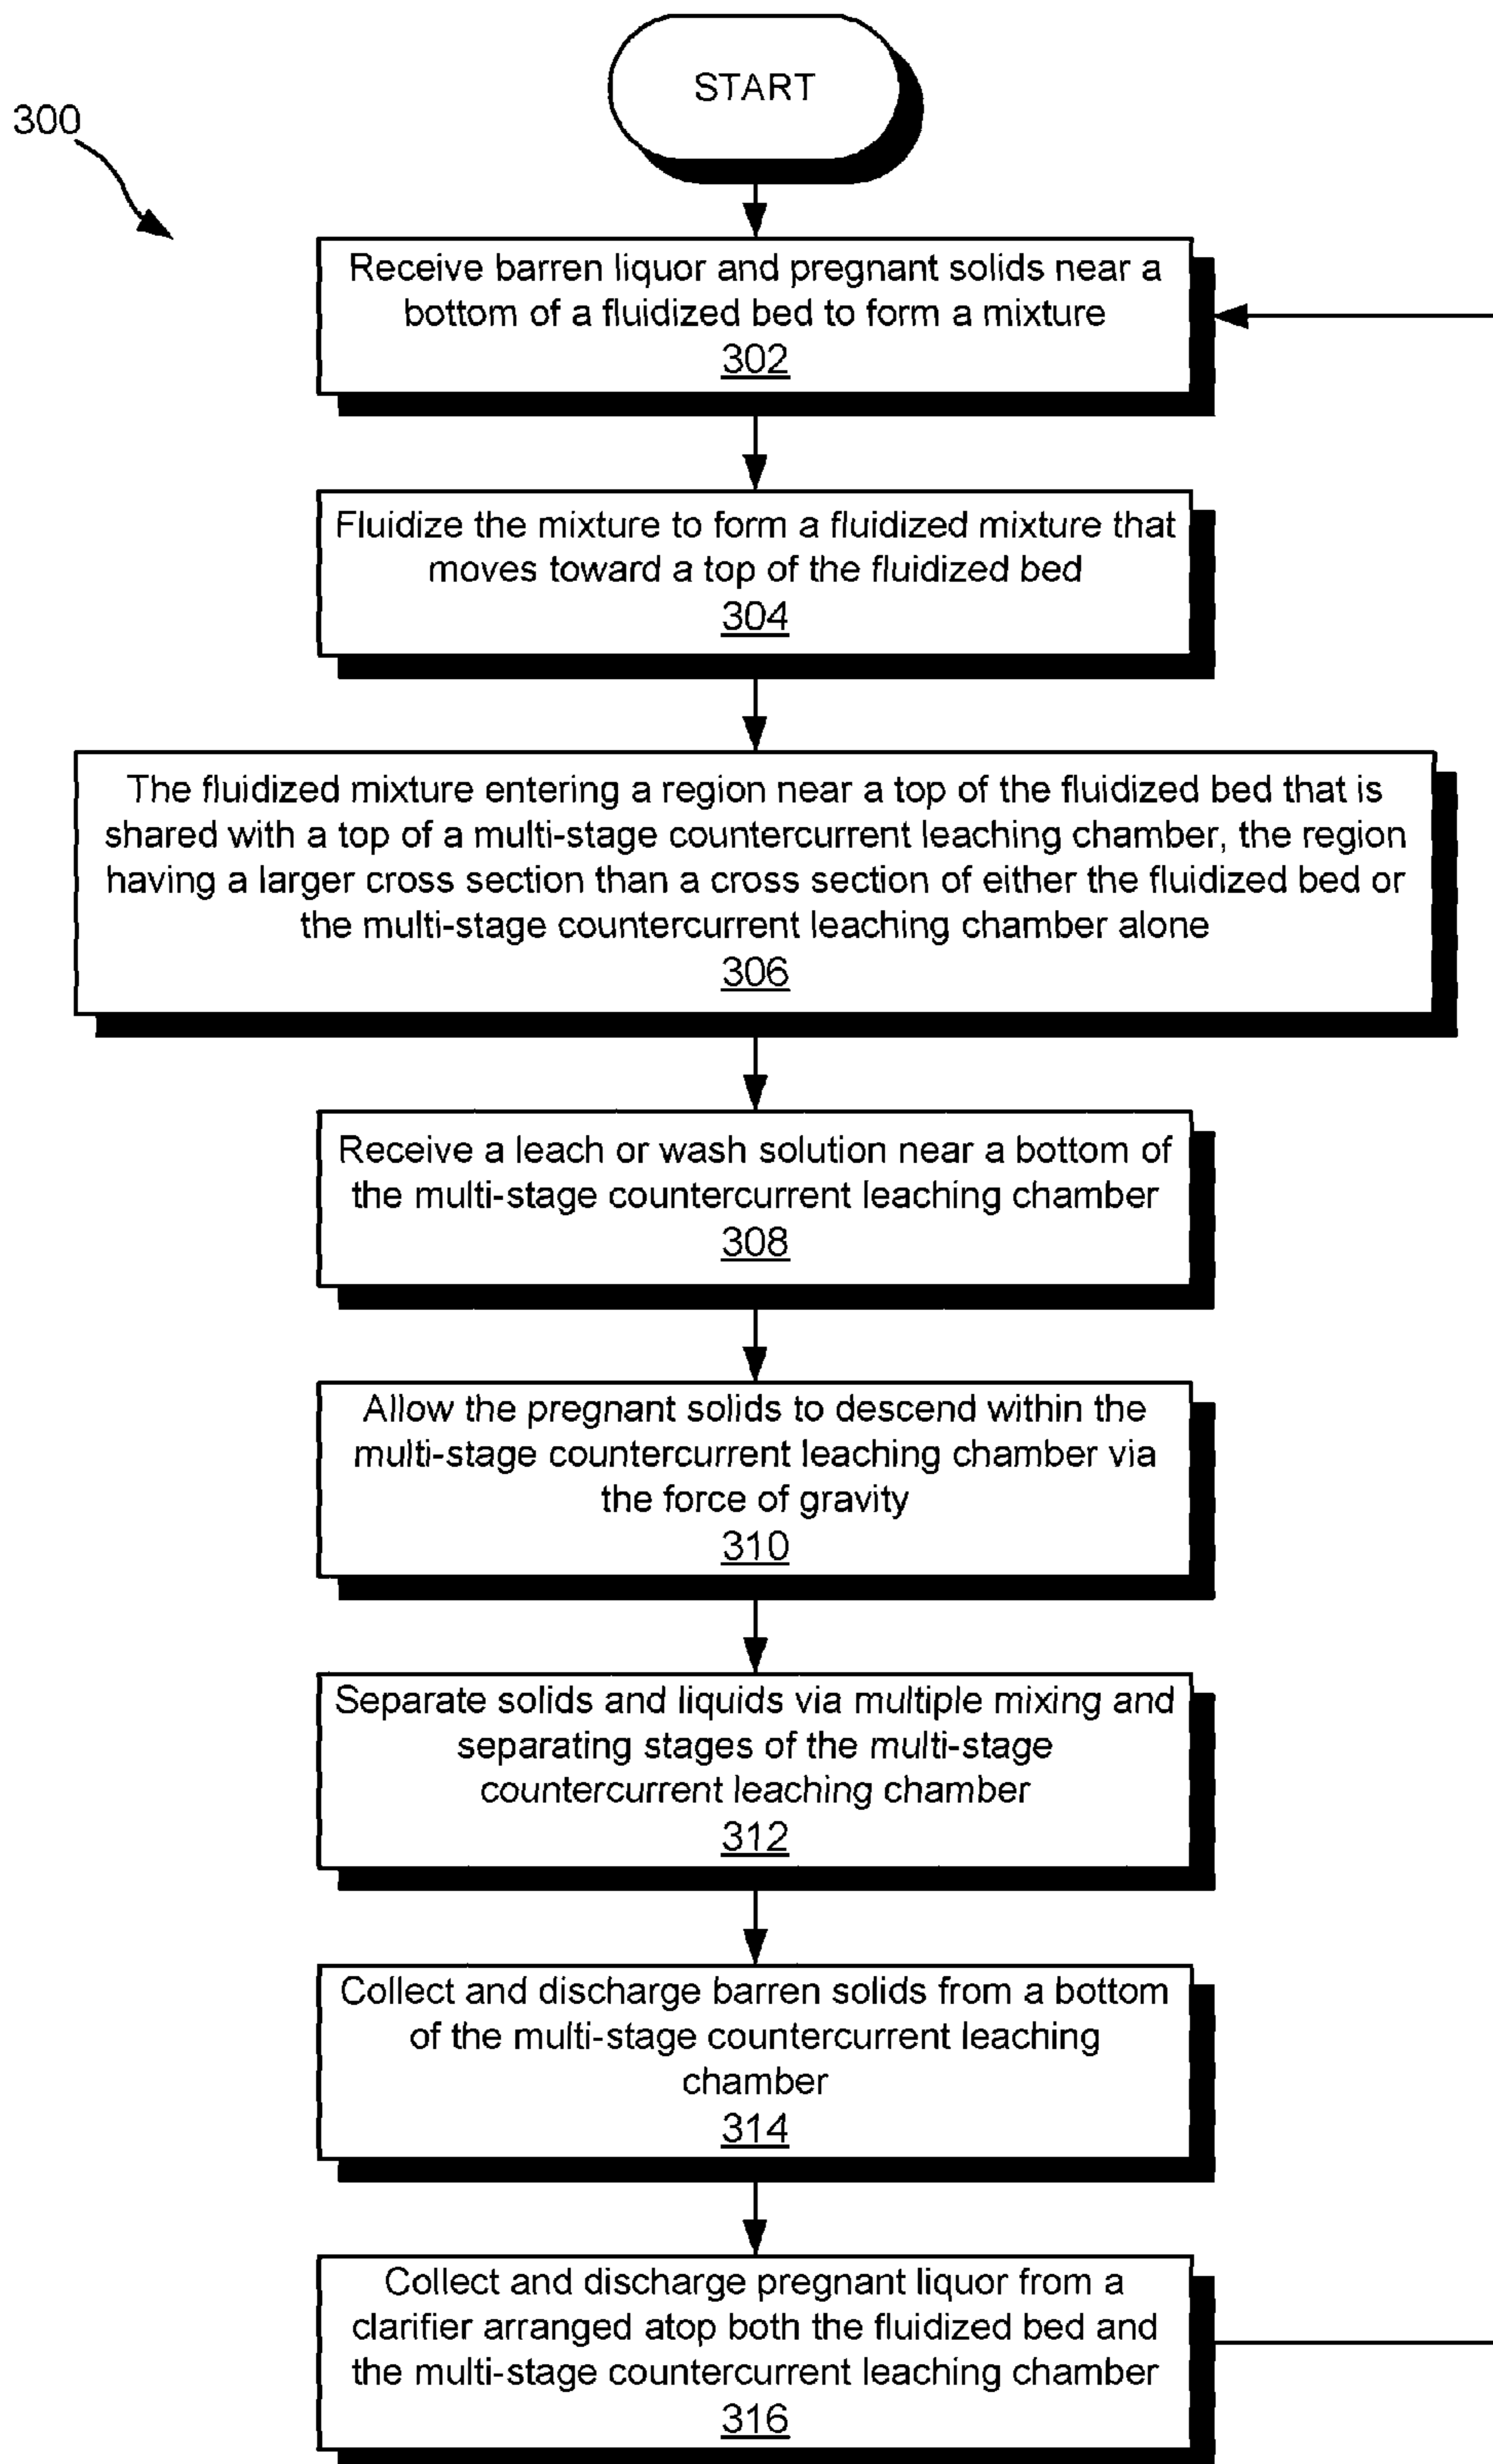 START
300
Receive barren liquor and pregnant solids near a
bottom of a fluidized bed to form a mixture
302
Fluidize the mixture to form a fluidized mixture that
moves toward a top of the fluidized bed
304
The fluidized mixture entering a region near a top of the fluidized bed that is
shared with a top of a multi-stage countercurrent leaching chamber, the region
having a larger cross section than a cross section of either the fluidized bed or
the multi-stage countercurrent leaching chamber alone
306
Receive a leach or wash solution near a bottom of
the multi-stage countercurrent leaching chamber
308
Allow the pregnant solids to descend within the
multi-stage countercurrent leaching chamber via
the force of gravity
310
Separate solids and liquids via multiple mixing and
separating stages of the multi-stage
countercurrent leaching chamber
312
Collect and discharge barren solids from a bottom
of the multi-stage countercurrent leaching
chamber
314
Collect and discharge pregnant liquor from a
clarifier arranged atop both the fluidized bed and
the multi-stage countercurrent leaching chamber
316